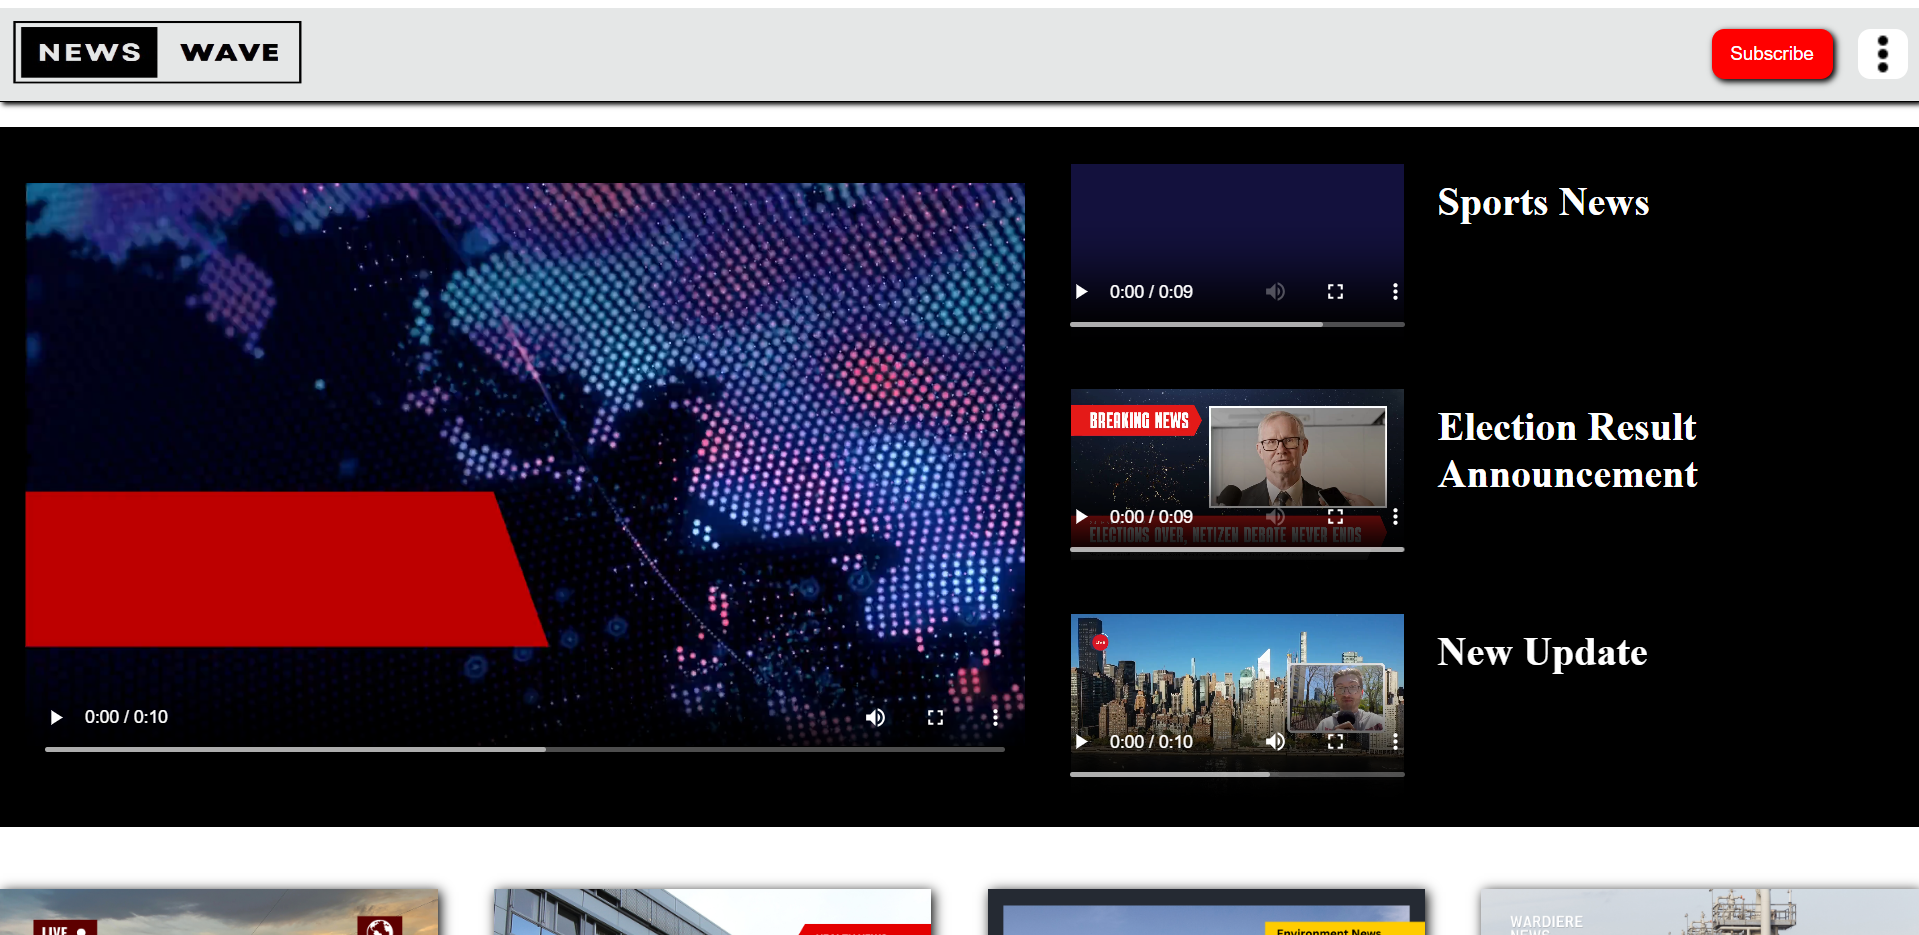 NEWS WAVE
Subscribe
0:00 / 0:10
0:00 / 0:09
Sports News
BREAKING NEWS
ELECTIONS OVER, NETIZEN DEBATE NEVER ENDS
0:00 / 0:09
Election Result
Announcement
0:00 / 0:10
New Update
LIVE
Environment News
WARDIERE
NEWS